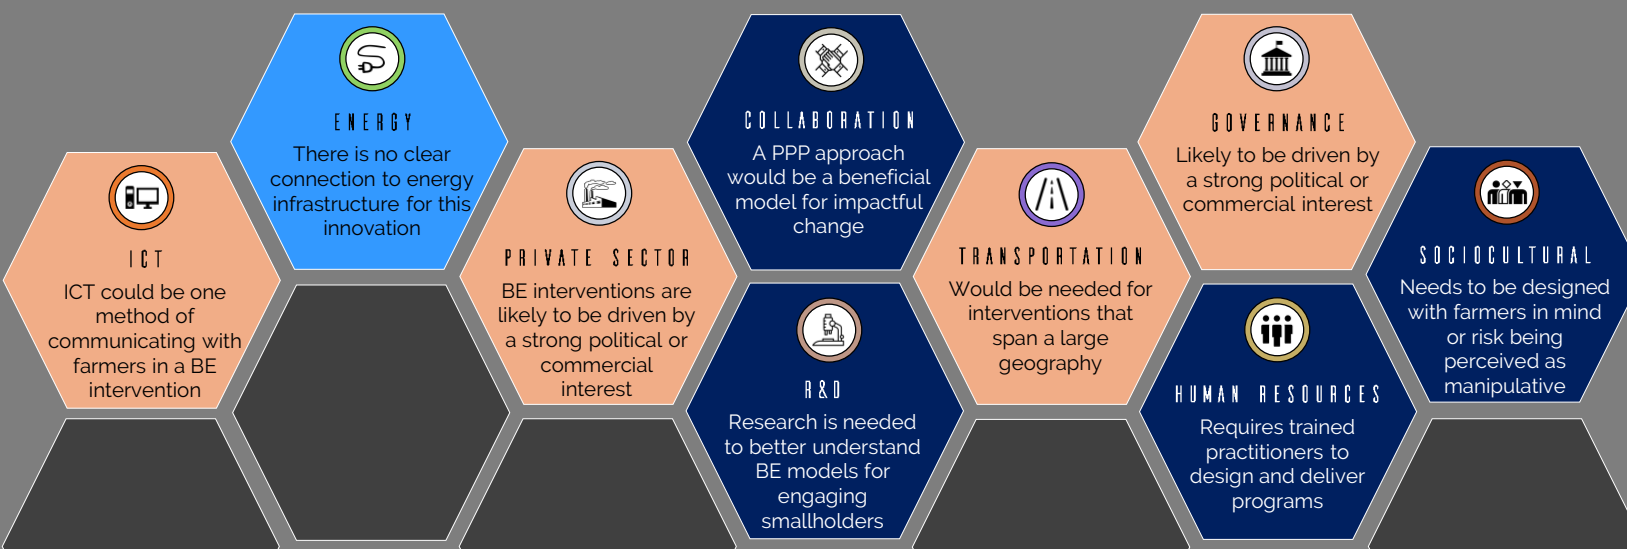 ENERGY
There is no clear
connection to energy
infrastructure for this
innovation
COLLABORATION
A PPP approach
would be a beneficial
model for impactful
change
GOVERNANCE
Likely to be driven by
a strong political or
commercial interest
ICT
ICT could be one
method of
communicating with
farmers in a BE
intervention
PRIVATE SECTOR
BE interventions are
likely to be driven by
a strong political or
commercial
interest
TRANSPORTATION
Would be needed for
interventions that
span a large
geography
SOCIOCULTURAL
Needs to be designed
with farmers in mind
or risk being
perceived as
manipulative
R&D
Research is needed
to better understand
BE models for
engaging
smallholders
HUMAN RESOURCES
Requires trained
practitioners to
design and deliver
programs